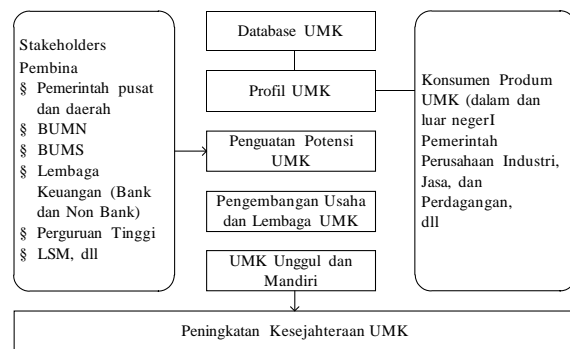 Stakeholders
Pembina
§ Pemerintah pusat
dan daerah
§ BUMN
§ BUMS
§ Lembaga
Keuangan (Bank
dan Non Bank)
§ Perguruan Tinggi
§ LSM, dll
Database UMK
Profil UMK
Penguatan Potensi
UMK
Pengembangan Usaha
dan Lembaga UMK
UMK Unggul dan
Mandiri
Konsumen Produm
UMK (dalam dan
luar negerI
Pemerintah
Perusahaan Industri,
Jasa, dan
Perdagangan,
dll
Peningkatan Kesejahteraan UMK